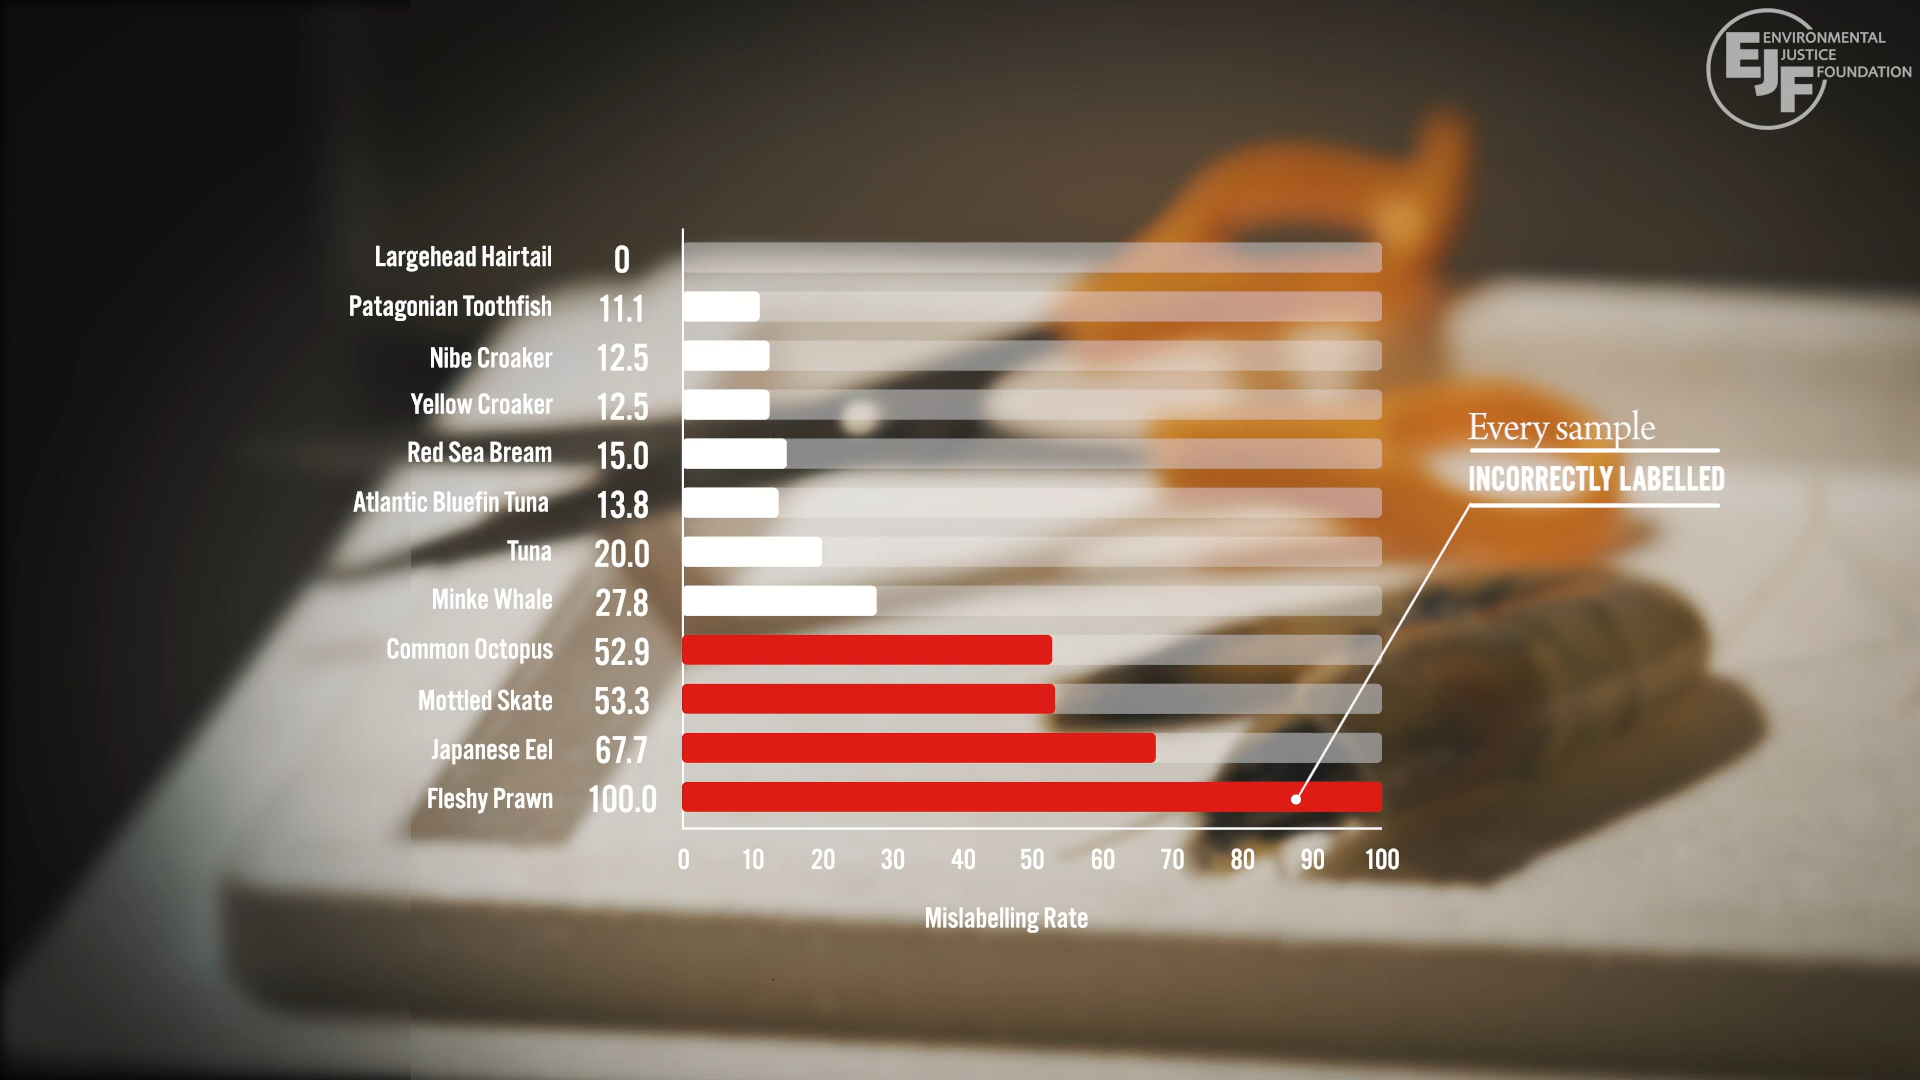 EJF
ENVIRONMENTAL
JUSTICE
FOUNDATION
Largehead Hairtail 0
Patagonian Toothfish 11.1
Nibe Croaker 12.5
Yellow Croaker 12.5
Red Sea Bream 15.0
Atlantic Bluefin Tuna 13.8
Tuna 20.0
Minke Whale 27.8
Common Octopus 52.9
Mottled Skate 53.3
Japanese Eel 67.7
Fleshy Prawn 100.0
Every sample
INCORRECTLY LABELLED
0 10 20 30 40 50 60 70 80 90 100
Mislabelling Rate